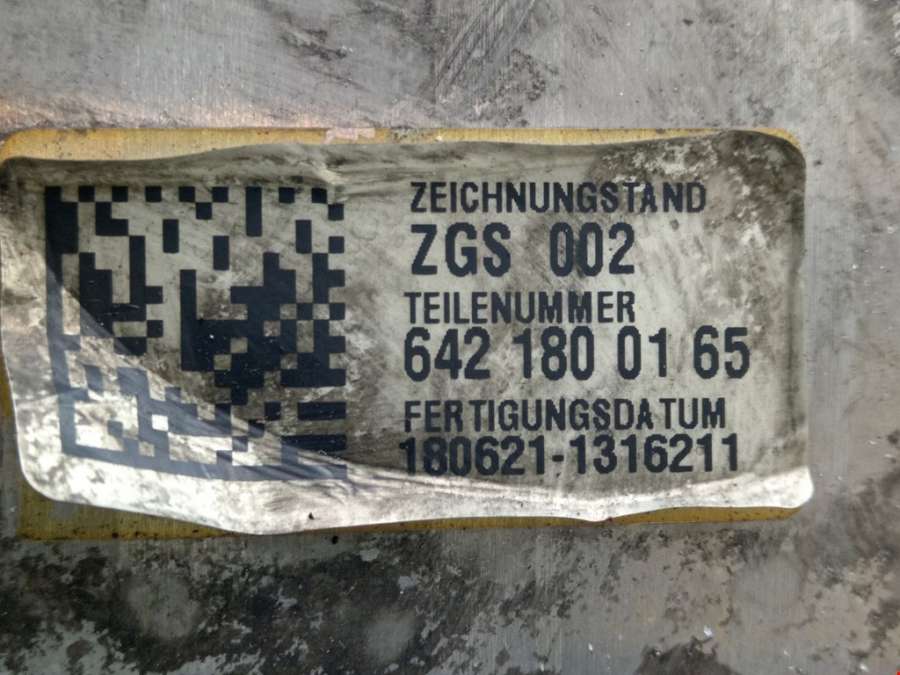 ZEICHNUNGSTAND
ZGS 002
TEILENUMMER
642 180 01 65
FERTIGUNGSDATUM
180621-1316211